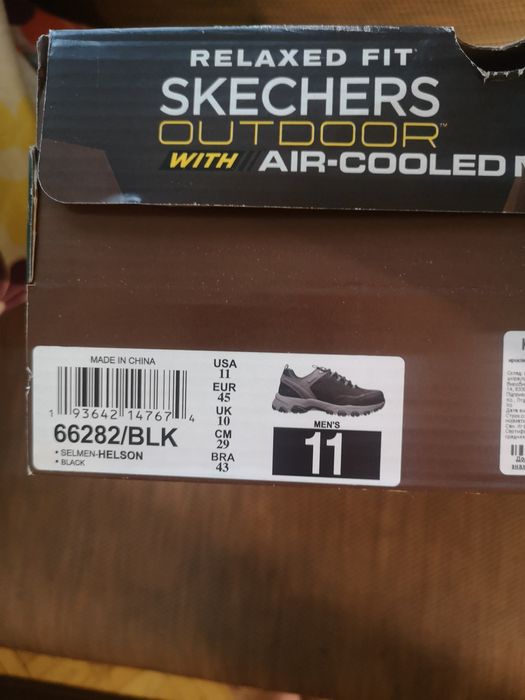 RELAXED FIT
SKECHERS
OUTDOOR™
WITH AIR-COOLED
MADE IN CHINA
1 93642 14767 4
66282/BLK
• SELMEN-HELSON
• BLACK
USA
11
EUR
45
UK
10
CM
29
BRA
43
MEN'S
11